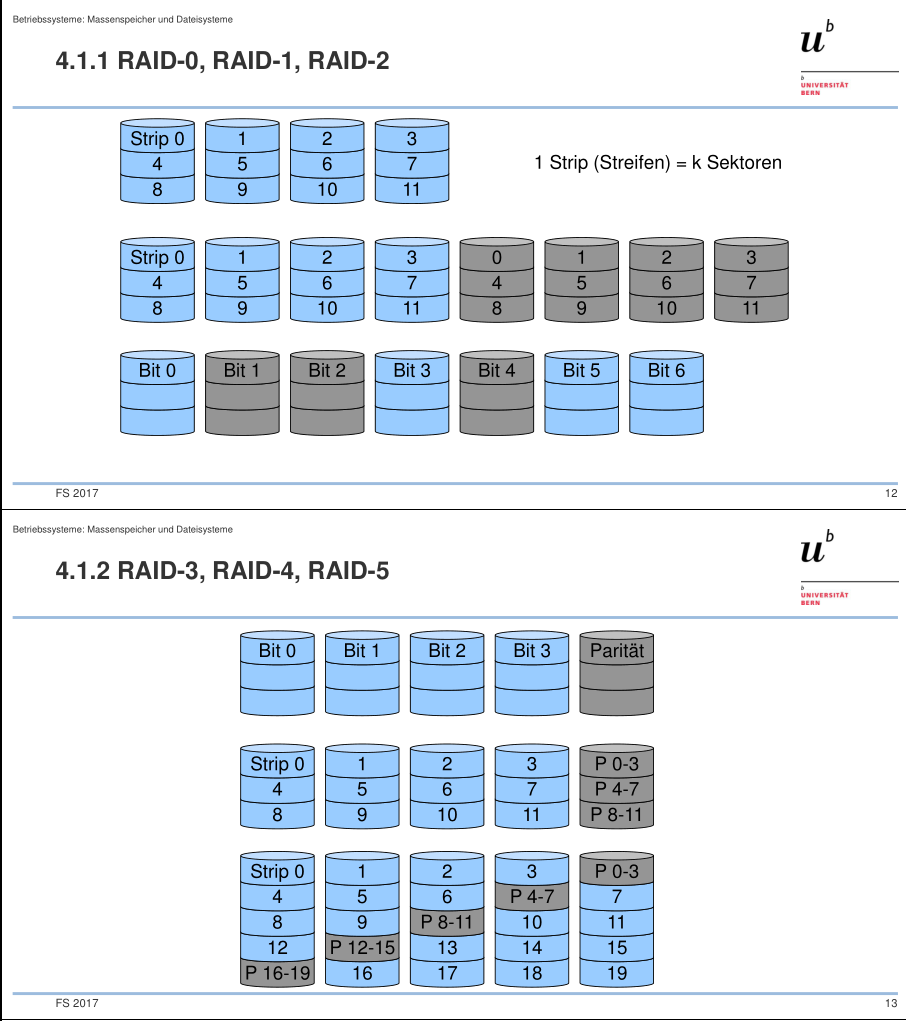 Betriebssysteme: Massenspeicher und Dateisysteme
u b
4.1.1 RAID-0, RAID-1, RAID-2
b
UNIVERSITÄT
BERN
Strip 0 1 2 3
4 5 6 7
8 9 10 11
1 Strip (Streifen) = k Sektoren
Strip 0 1 2 3 0 1 2 3
4 5 6 7 4 5 6 7
8 9 10 11 8 9 10 11
Bit 0 Bit 1 Bit 2 Bit 3 Bit 4 Bit 5 Bit 6
FS 2017 12
Betriebssysteme: Massenspeicher und Dateisysteme
u b
4.1.2 RAID-3, RAID-4, RAID-5
b
UNIVERSITÄT
BERN
Bit 0 Bit 1 Bit 2 Bit 3 Parität
Strip 0 1 2 3 P 0-3
4 5 6 7 P 4-7
8 9 10 11 P 8-11
Strip 0 1 2 3 P 0-3
4 5 6 P 4-7 7
8 9 P 8-11 10 11
12 P 12-15 13 14 15
P 16-19 16 17 18 19
FS 2017 13